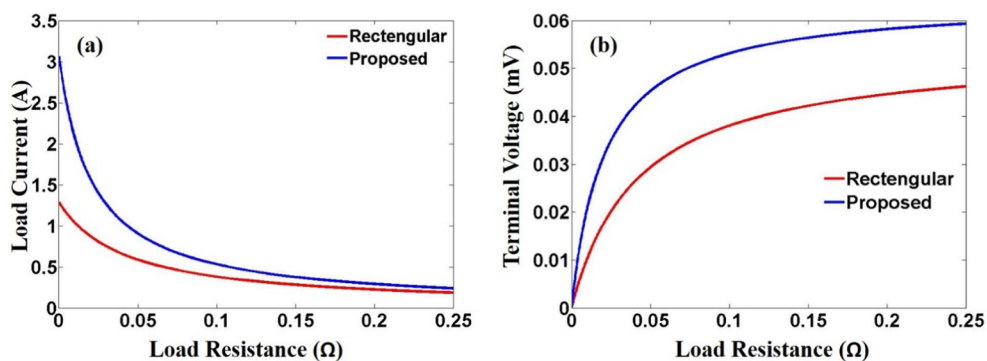 (a)
Rectangular
Proposed
3.5
3
2.5
2
1.5
1
0.5
0
Load Current (A)
0 0.05 0.1 0.15 0.2 0.25
Load Resistance (Ω)
(b)
0.06
0.05
0.04
0.03
0.02
0.01
0
Terminal Voltage (mV)
Rectengular
Proposed
0 0.05 0.1 0.15 0.2 0.25
Load Resistance (Ω)